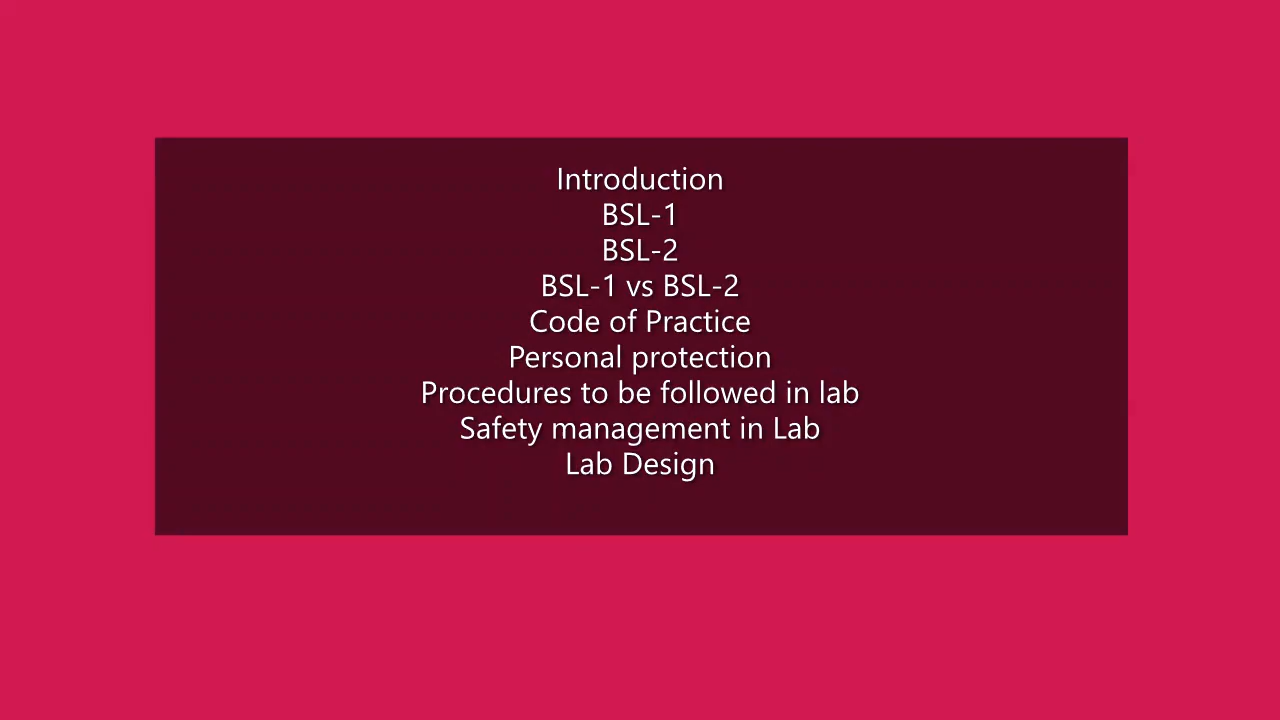 Introduction
BSL-1
BSL-2
BSL-1 vs BSL-2
Code of Practice
Personal protection
Procedures to be followed in lab
Safety management in Lab
Lab Design